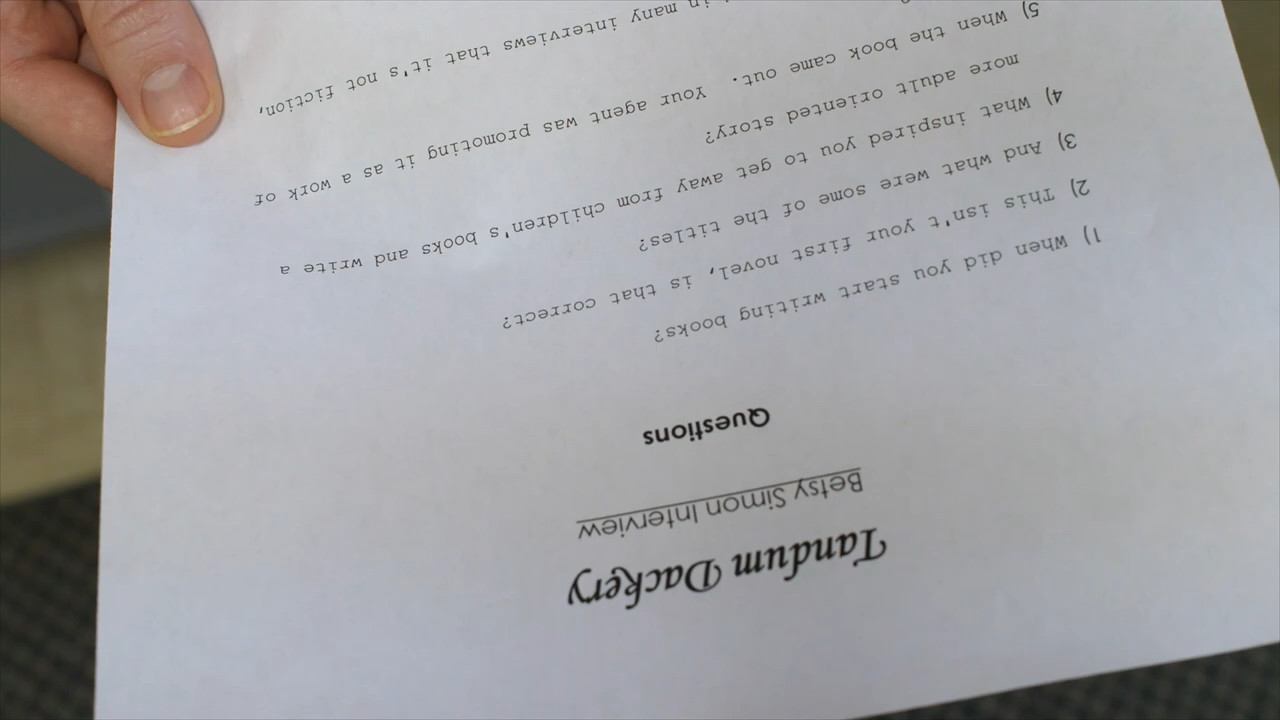 Tandum Dackery
Betsy Simon Interview
Questions
1) When did you start writing books?
2) This isn't your first novel, is that correct?
3) And what were some of the titles?
4) What inspired you to get away from children's books and write a
more adult oriented story?
5) When the book came out. Your agent was promoting it as a work of
in many interviews that it's not fiction,